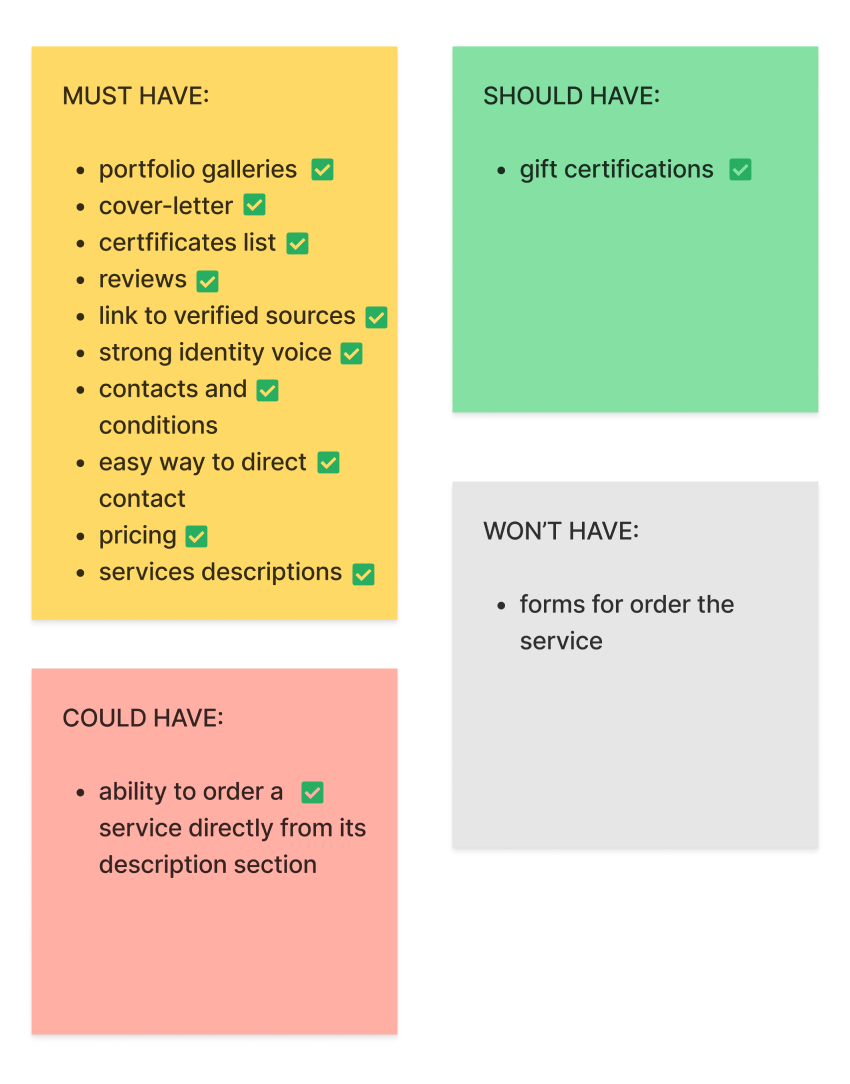 MUST HAVE:
• portfolio galleries ✅
• cover-letter ✅
• certfificates list ✅
• reviews ✅
• link to verified sources ✅
• strong identity voice ✅
• contacts and ✅
conditions
• easy way to direct ✅
contact
• pricing ✅
• services descriptions ✅
SHOULD HAVE:
• gift certifications ✅
COULD HAVE:
• ability to order a ✅
service directly from its
description section
WON’T HAVE:
• forms for order the
service